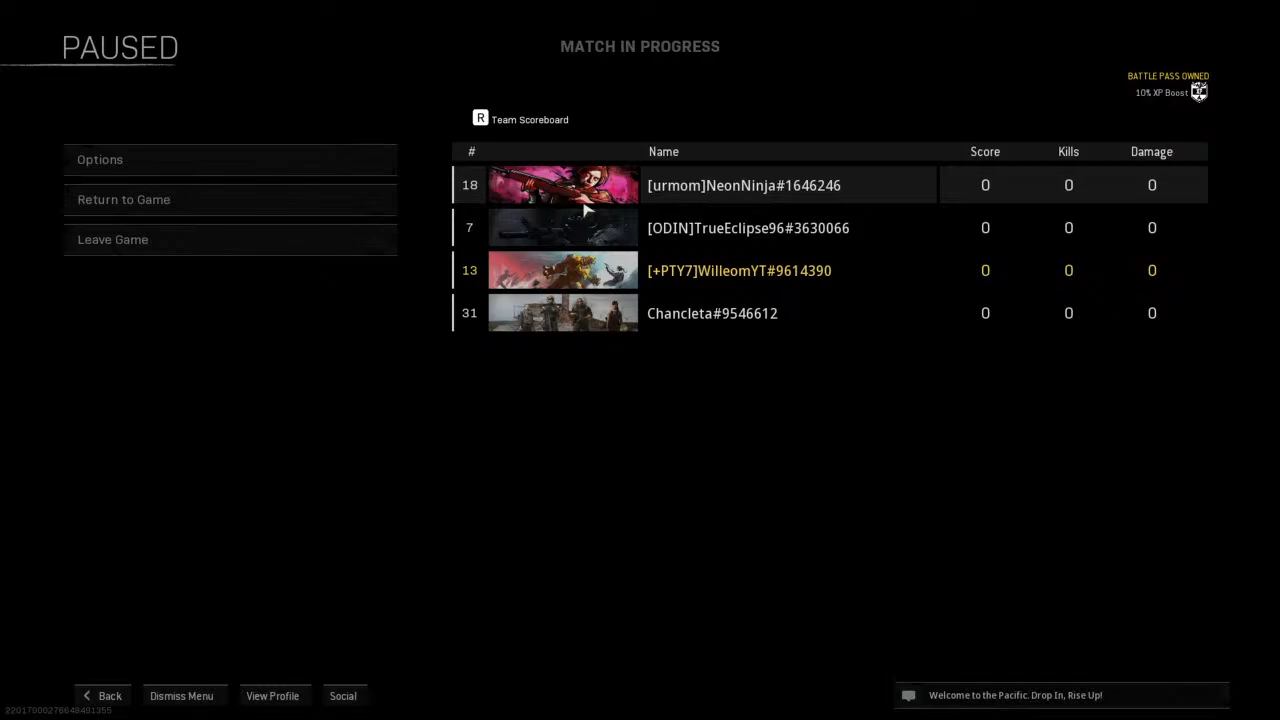 PAUSED
MATCH IN PROGRESS
BATTLE PASS OWNED
10% XP Boost
R Team Scoreboard
Options
Return to Game
Leave Game
# Name Score Kills Damage
18 [urmom]NeonNinja#1646246 0 0 0
7 [ODIN]TrueEclipse96#3630066 0 0 0
13 [+PTY7]WilleomYT#9614390 0 0 0
31 Chancleta#9546612 0 0 0
Back Dismiss Menu View Profile Social
Welcome to the Pacific. Drop In, Rise Up!
22017000276649491355